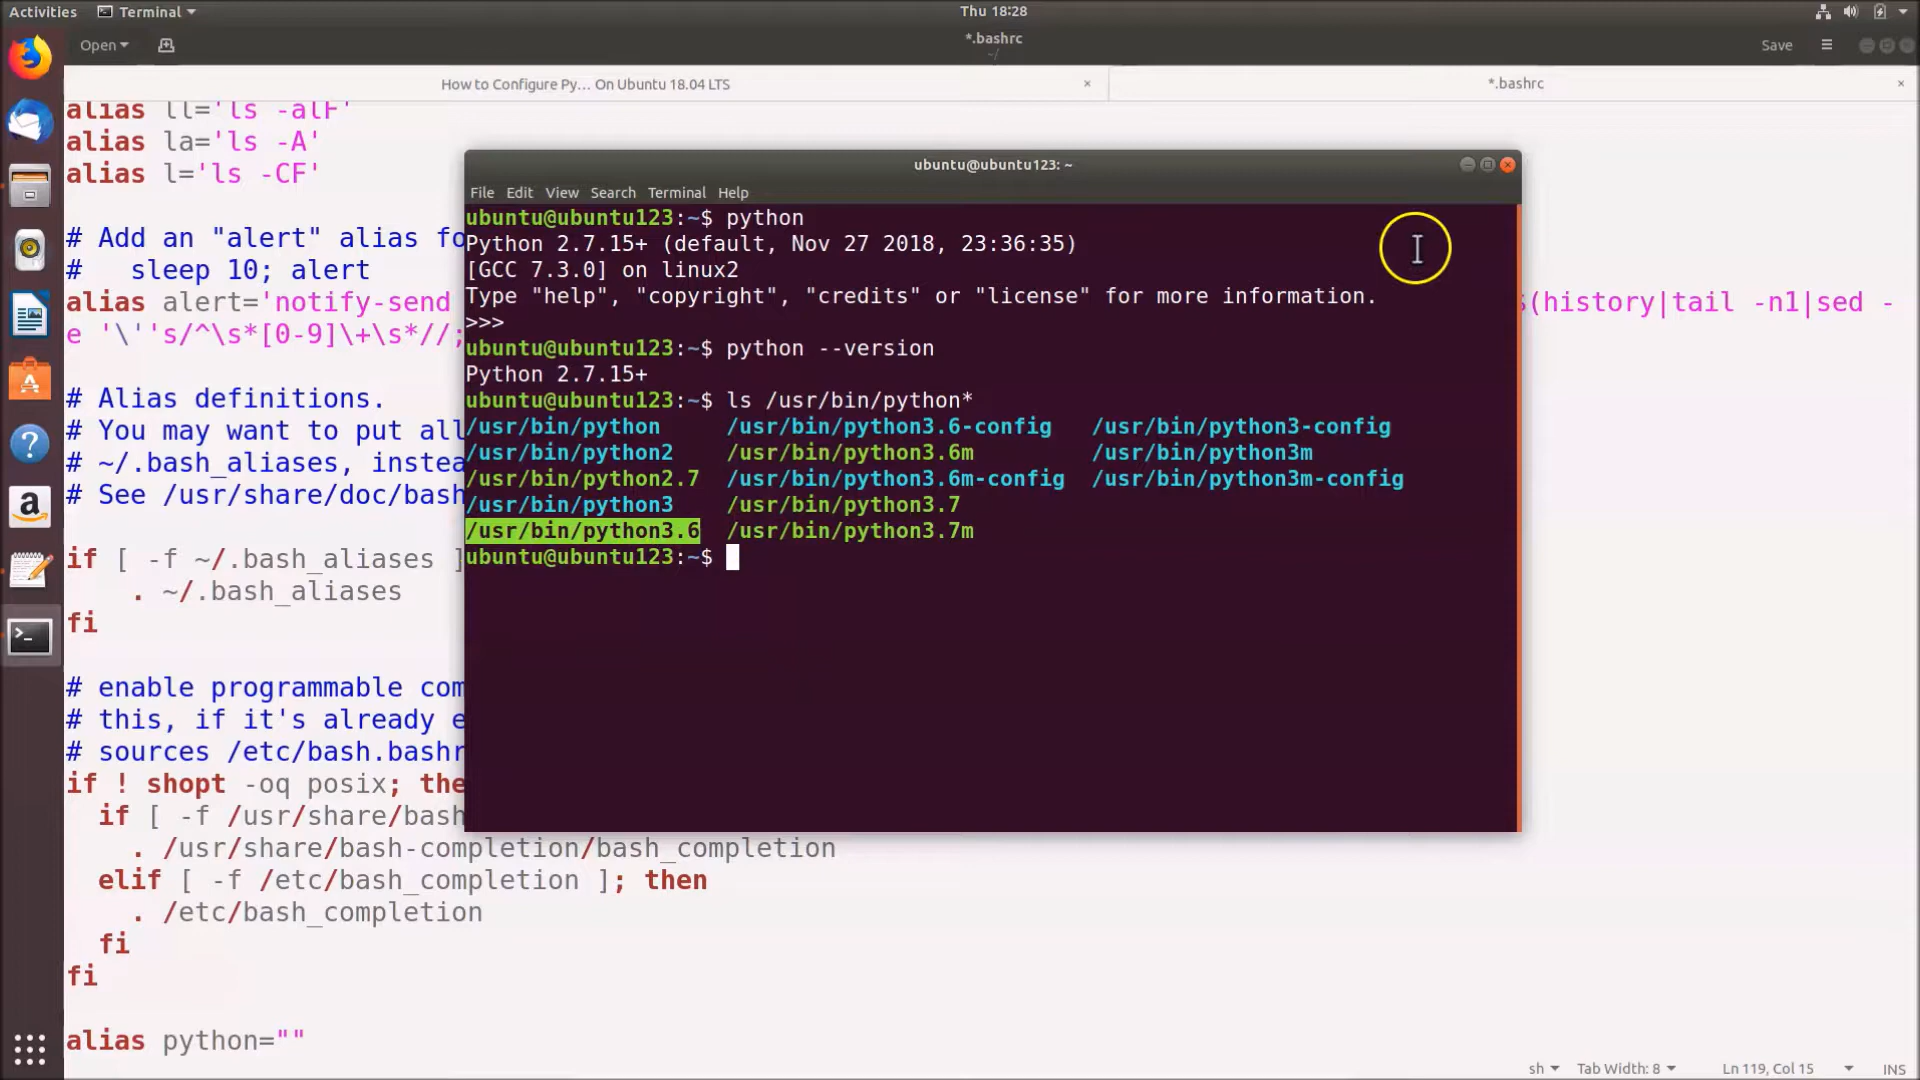 Activities Terminal Thu 18:28
Open *.bashrc Save
~/
How to Configure Py... On Ubuntu 18.04 LTS × *.bashrc ×
alias ll='ls -alF'
alias la='ls -A'
alias l='ls -CF'
# Add an "alert" alias fo
#   sleep 10; alert
alias alert='notify-send
(history|tail -n1|sed -
e '\''s/^\s*[0-9]\+\s*//;
# Alias definitions.
# You may want to put all
# ~/.bash_aliases, instea
# See /usr/share/doc/bash
if [ -f ~/.bash_aliases ]
    . ~/.bash_aliases
fi
# enable programmable com
# this, if it's already e
# sources /etc/bash.bashr
if ! shopt -oq posix; the
  if [ -f /usr/share/bash
    . /usr/share/bash-completion/bash_completion
  elif [ -f /etc/bash_completion ]; then
    . /etc/bash_completion
  fi
fi
alias python=""
ubuntu@ubuntu123: ~
File Edit View Search Terminal Help
ubuntu@ubuntu123:~$ python
Python 2.7.15+ (default, Nov 27 2018, 23:36:35)
[GCC 7.3.0] on linux2
Type "help", "copyright", "credits" or "license" for more information.
>>>
ubuntu@ubuntu123:~$ python --version
Python 2.7.15+
ubuntu@ubuntu123:~$ ls /usr/bin/python*
/usr/bin/python /usr/bin/python3.6-config /usr/bin/python3-config
/usr/bin/python2 /usr/bin/python3.6m /usr/bin/python3m
/usr/bin/python2.7 /usr/bin/python3.6m-config /usr/bin/python3m-config
/usr/bin/python3 /usr/bin/python3.7
/usr/bin/python3.6 /usr/bin/python3.7m
ubuntu@ubuntu123:~$
sh Tab Width: 8 Ln 119, Col 15 INS